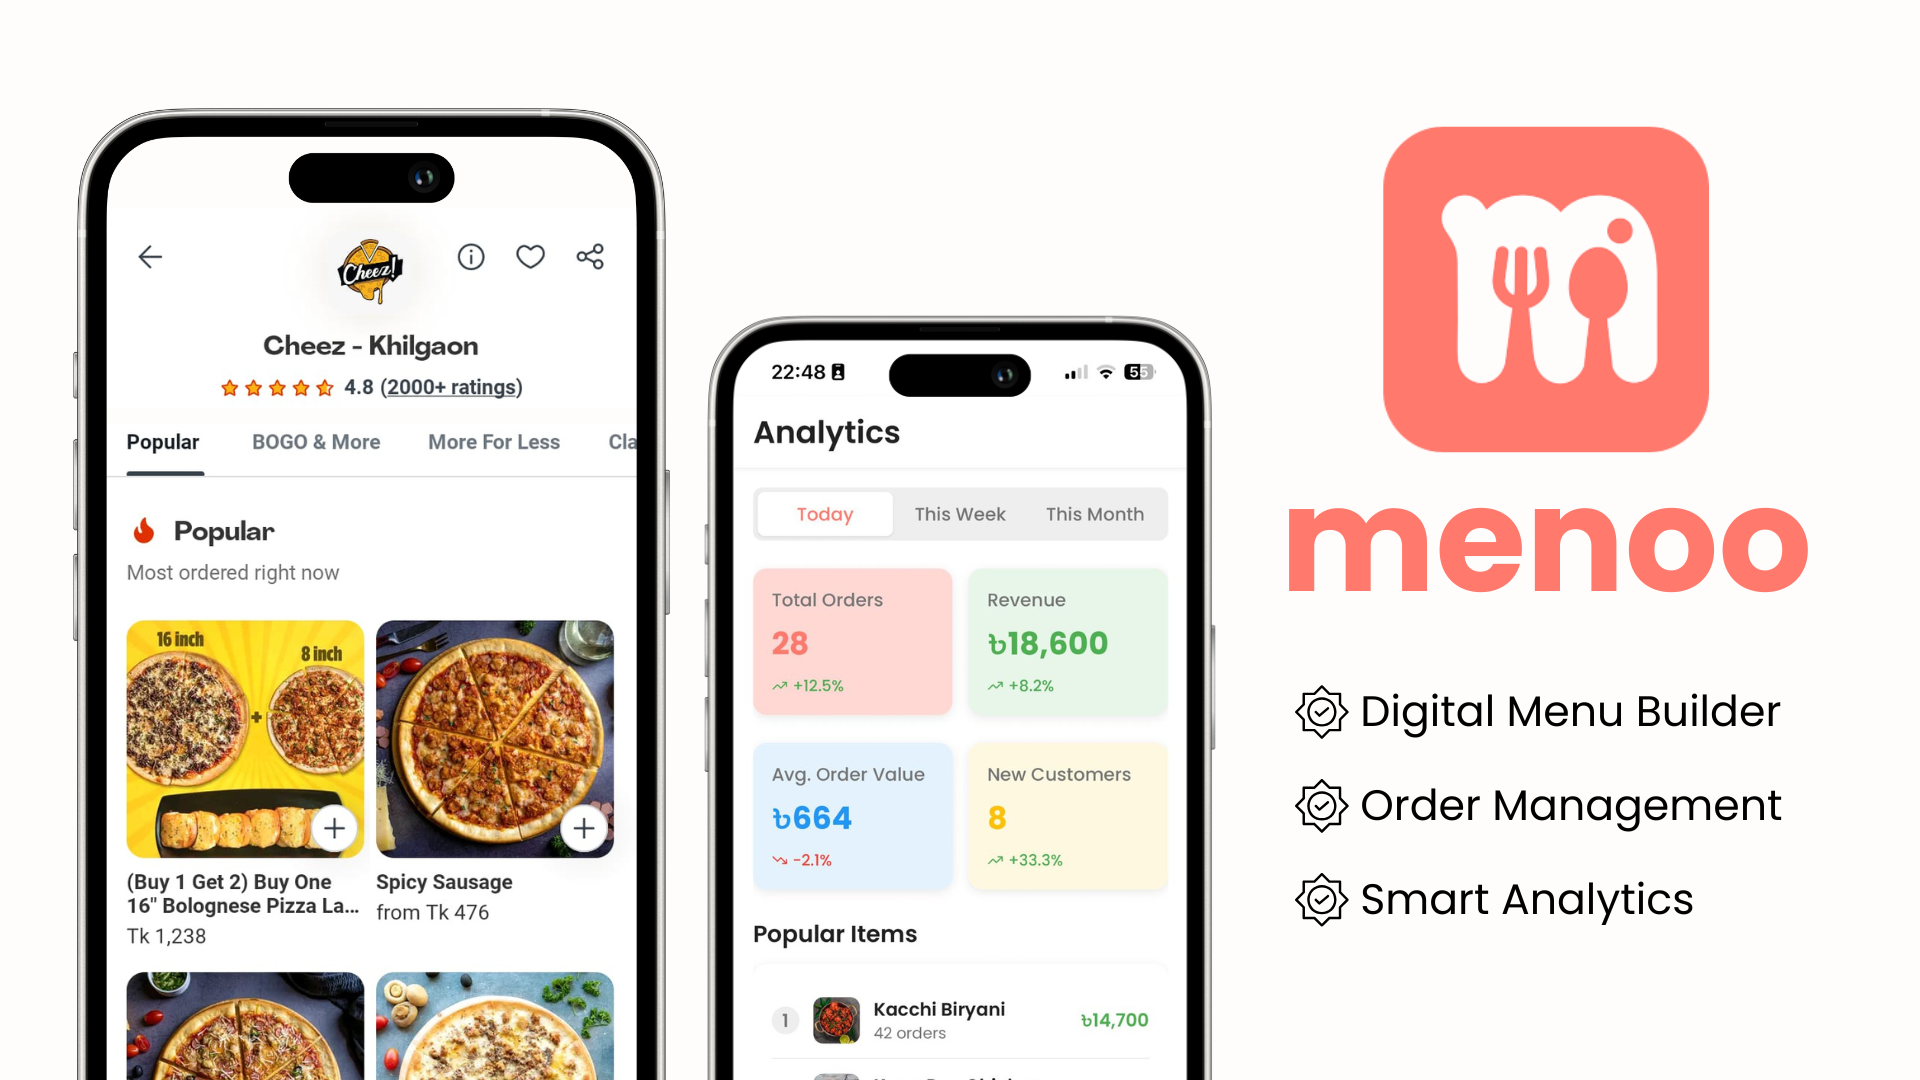 Cheez!
Cheez - Khilgaon
4.8 (2000+ ratings)
Popular
BOGO & More
More For Less
Cla
Popular
Most ordered right now
16 inch
8 inch
+
(Buy 1 Get 2) Buy One
16" Bolognese Pizza La...
Tk 1,238
Spicy Sausage
from Tk 476
22:48
55
Analytics
Today
This Week
This Month
Total Orders
28
+12.5%
Revenue
৳18,600
+8.2%
Avg. Order Value
৳664
-2.1%
New Customers
8
+33.3%
Popular Items
1
Kacchi Biryani
42 orders
৳14,700
menoo
Digital Menu Builder
Order Management
Smart Analytics